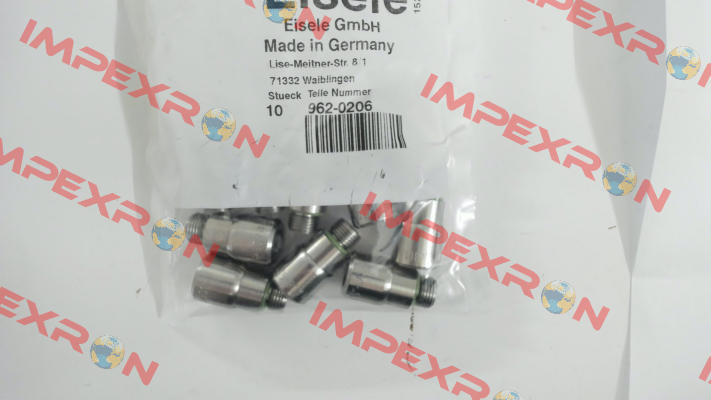 Eisele
152
Eisele GmbH
Made in Germany
Lise-Meitner-Str. 8/1
71332 Waiblingen
Stueck Teile Nummer
10 962-0206
IMPEXRON
IMPEXRON
IMPEXRON
IMPEXRON
IMPEXRON
IMPEXRON